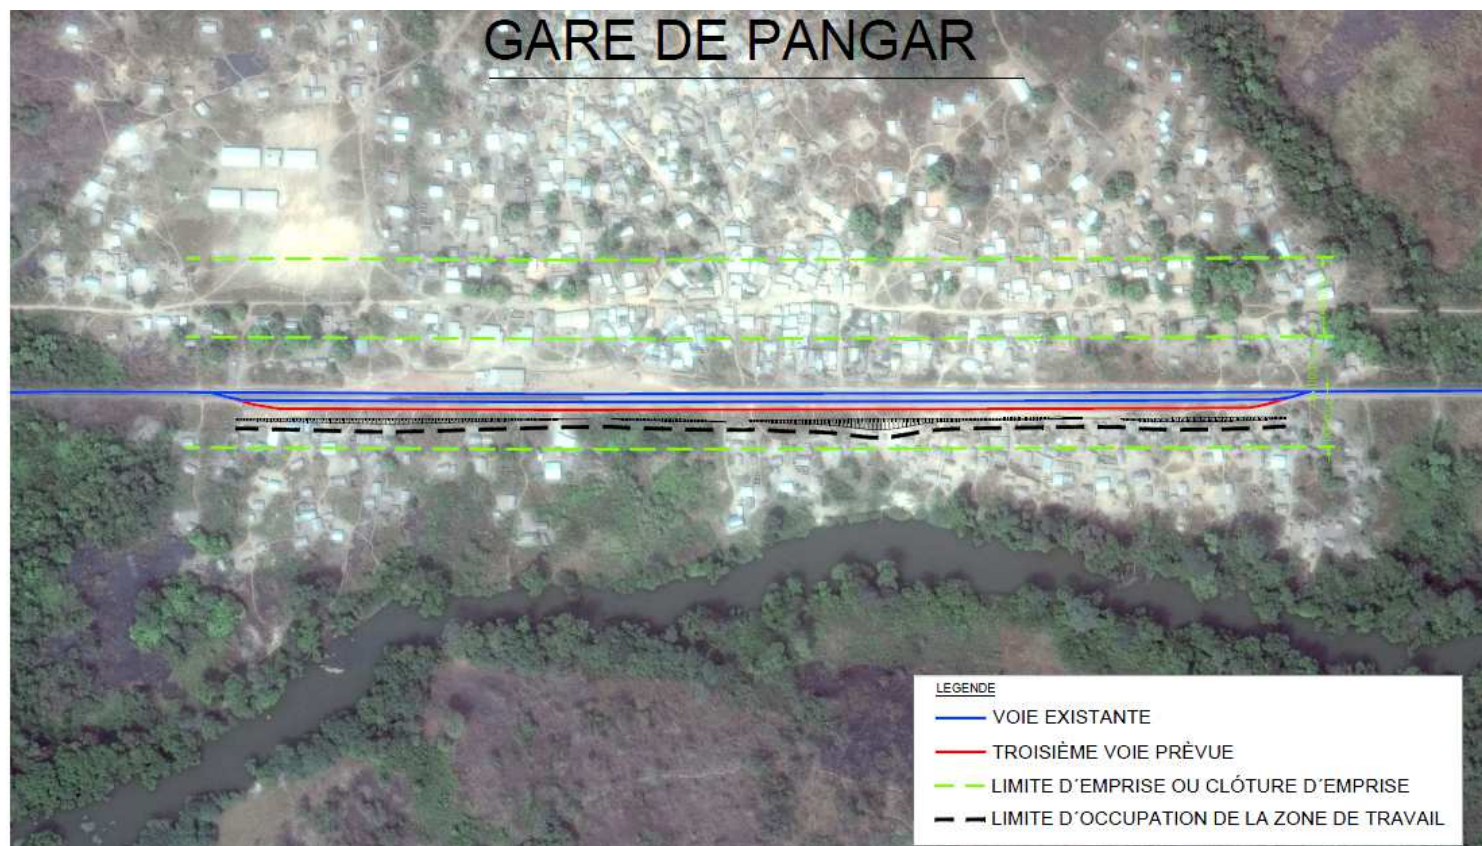 GARE DE PANGAR
LEGENDE
VOIE EXISTANTE
TROISIÈME VOIE PRÈVUE
LIMITE D´EMPRISE OU CLÓTURE D´EMPRISE
LIMITE D´OCCUPATION DE LA ZONE DE TRAVAIL